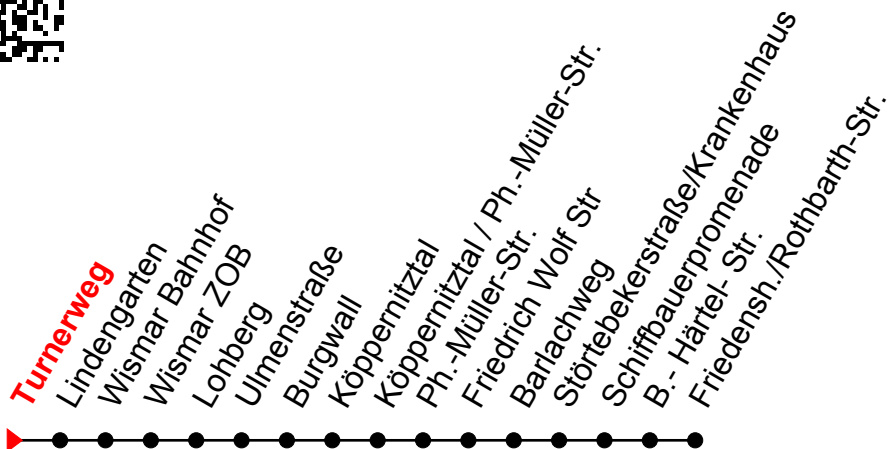 Turnerweg
Lindengarten
Wismar Bahnhof
Wismar ZOB
Lohberg
Ulmenstraße
Burgwall
Köppernitztal
Köppernitztal / Ph.-Müller-Str.
Ph.-Müller-Str.
Friedrich Wolf Str
Barlachweg
Störtebekerstraße/Krankenhaus
Schiffbauerpromenade
B.- Härtel- Str.
Friedensh./Rothbarth-Str.